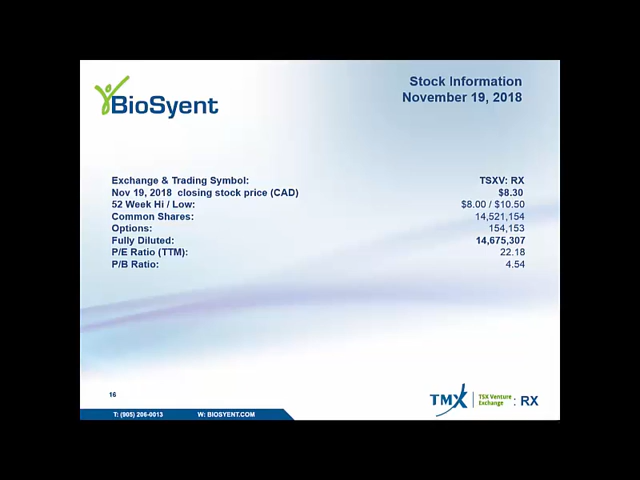 BioSyent
Stock Information
November 19, 2018
Exchange & Trading Symbol: TSXV: RX
Nov 19, 2018 closing stock price (CAD) $8.30
52 Week Hi / Low: $8.00 / $10.50
Common Shares: 14,521,154
Options: 154,153
Fully Diluted: 14,675,307
P/E Ratio (TTM): 22.18
P/B Ratio: 4.54
16
TMX TSX Venture
Exchange : RX
T: (905) 206-0013 W: BIOSYENT.COM